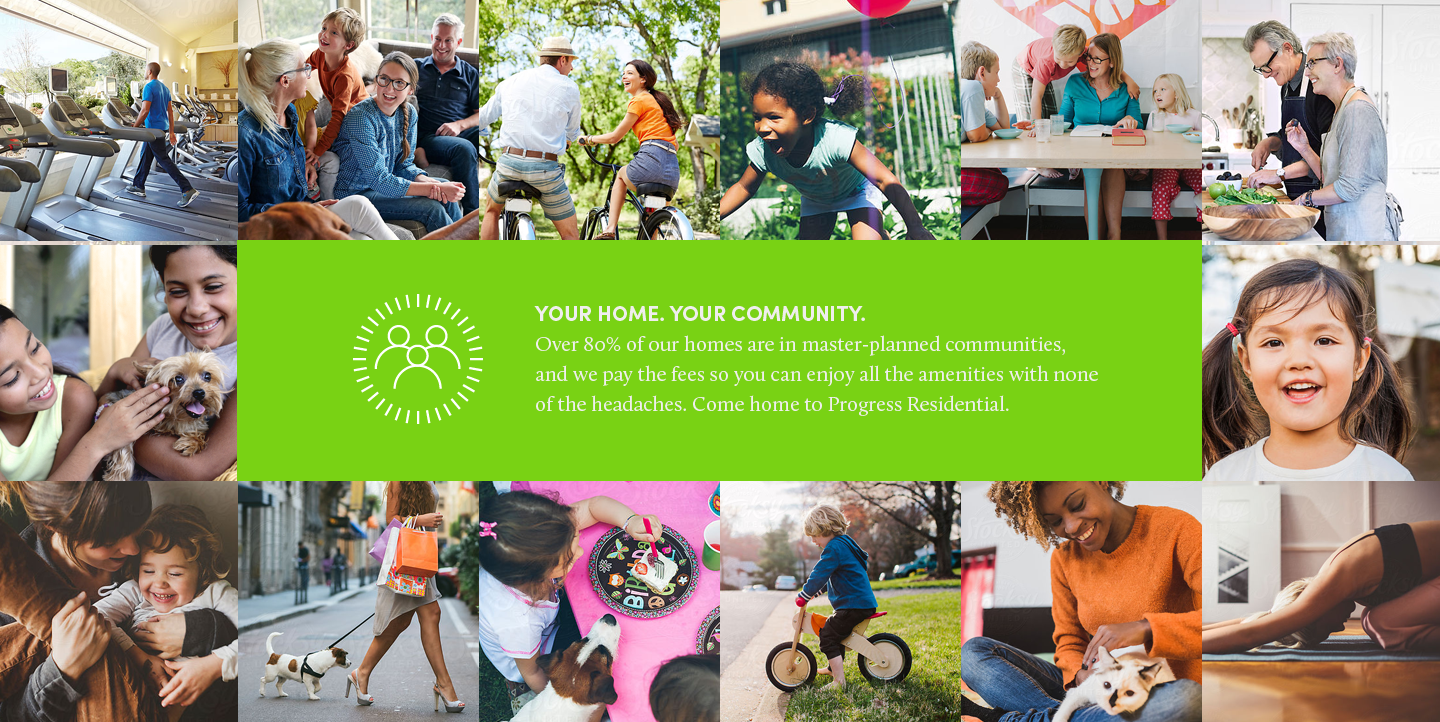 YOUR HOME. YOUR COMMUNITY.
Over 80% of our homes are in master-planned communities,
and we pay the fees so you can enjoy all the amenities with none
of the headaches. Come home to Progress Residential.